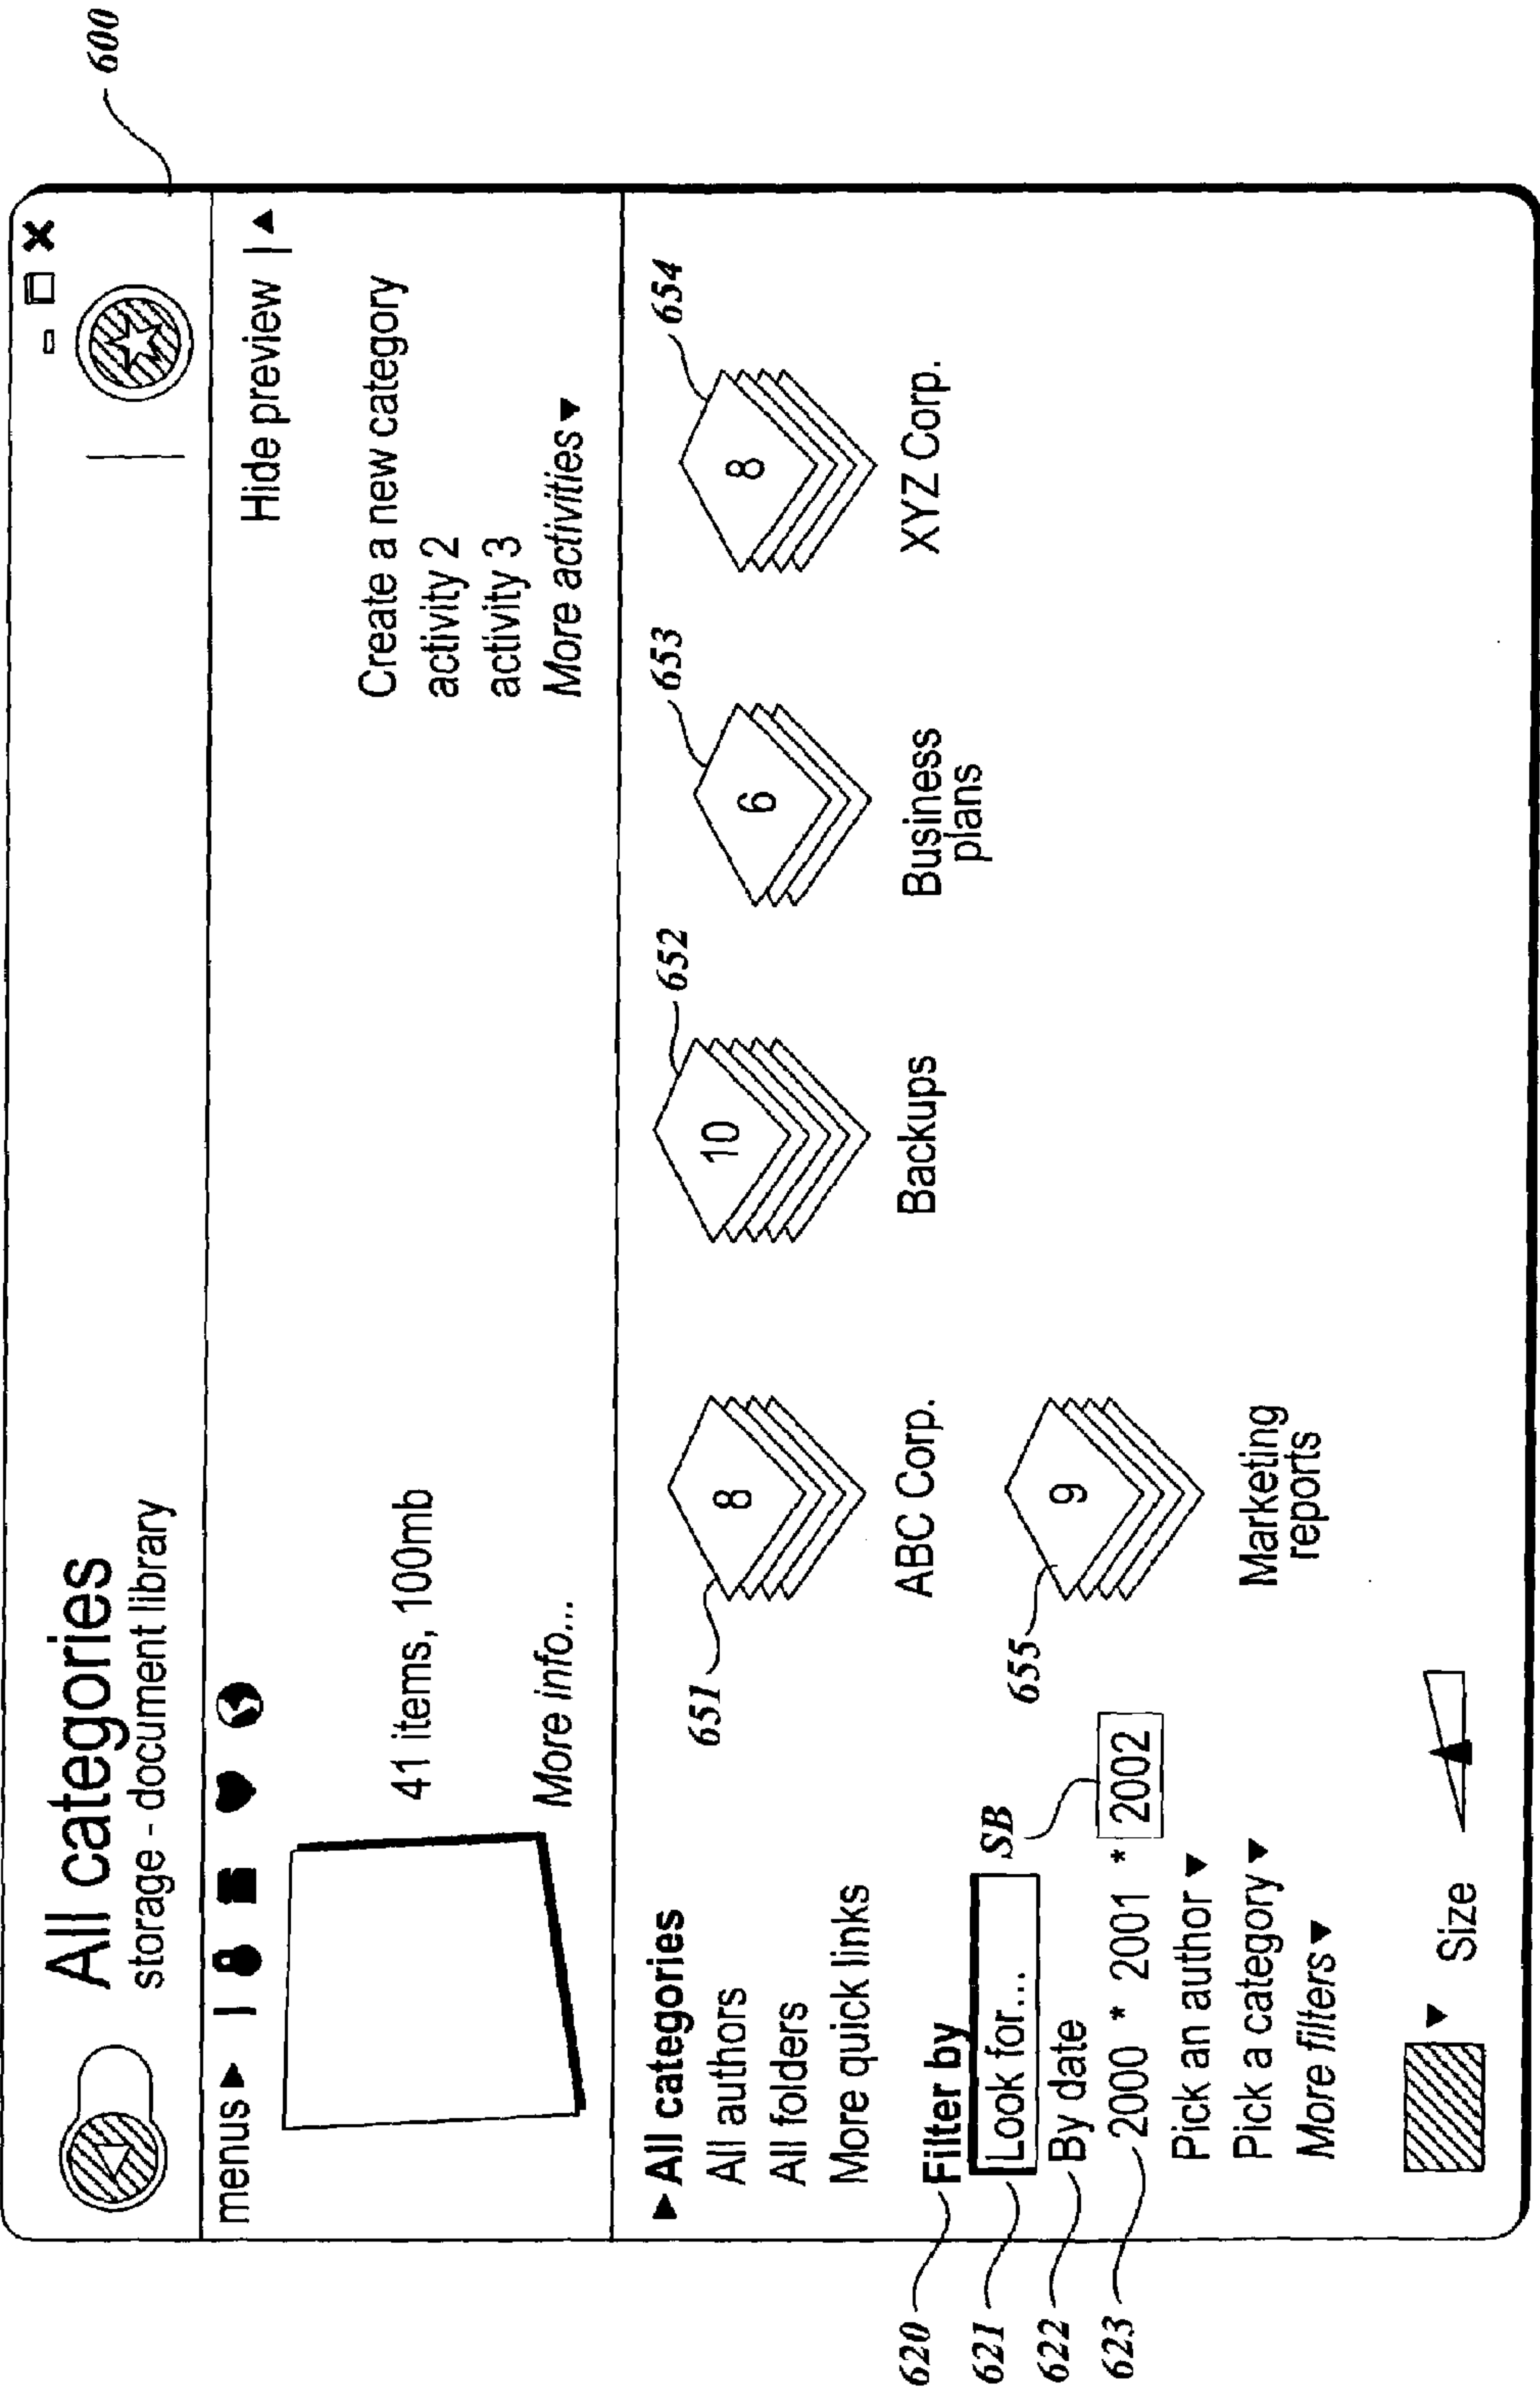 600
All categories
storage - document library
menus
Hide preview
41 items, 100mb
More info...
Create a new category
activity 2
activity 3
More activities
All categories
All authors
All folders
More quick links
620
Filter by
621
Look for...
622
By date
SB
623
2000 * 2001 * 2002
Pick an author
Pick a category
More filters
Size
651
8
ABC Corp.
652
10
Backups
653
6
Business
plans
654
8
XYZ Corp.
655
9
Marketing
reports